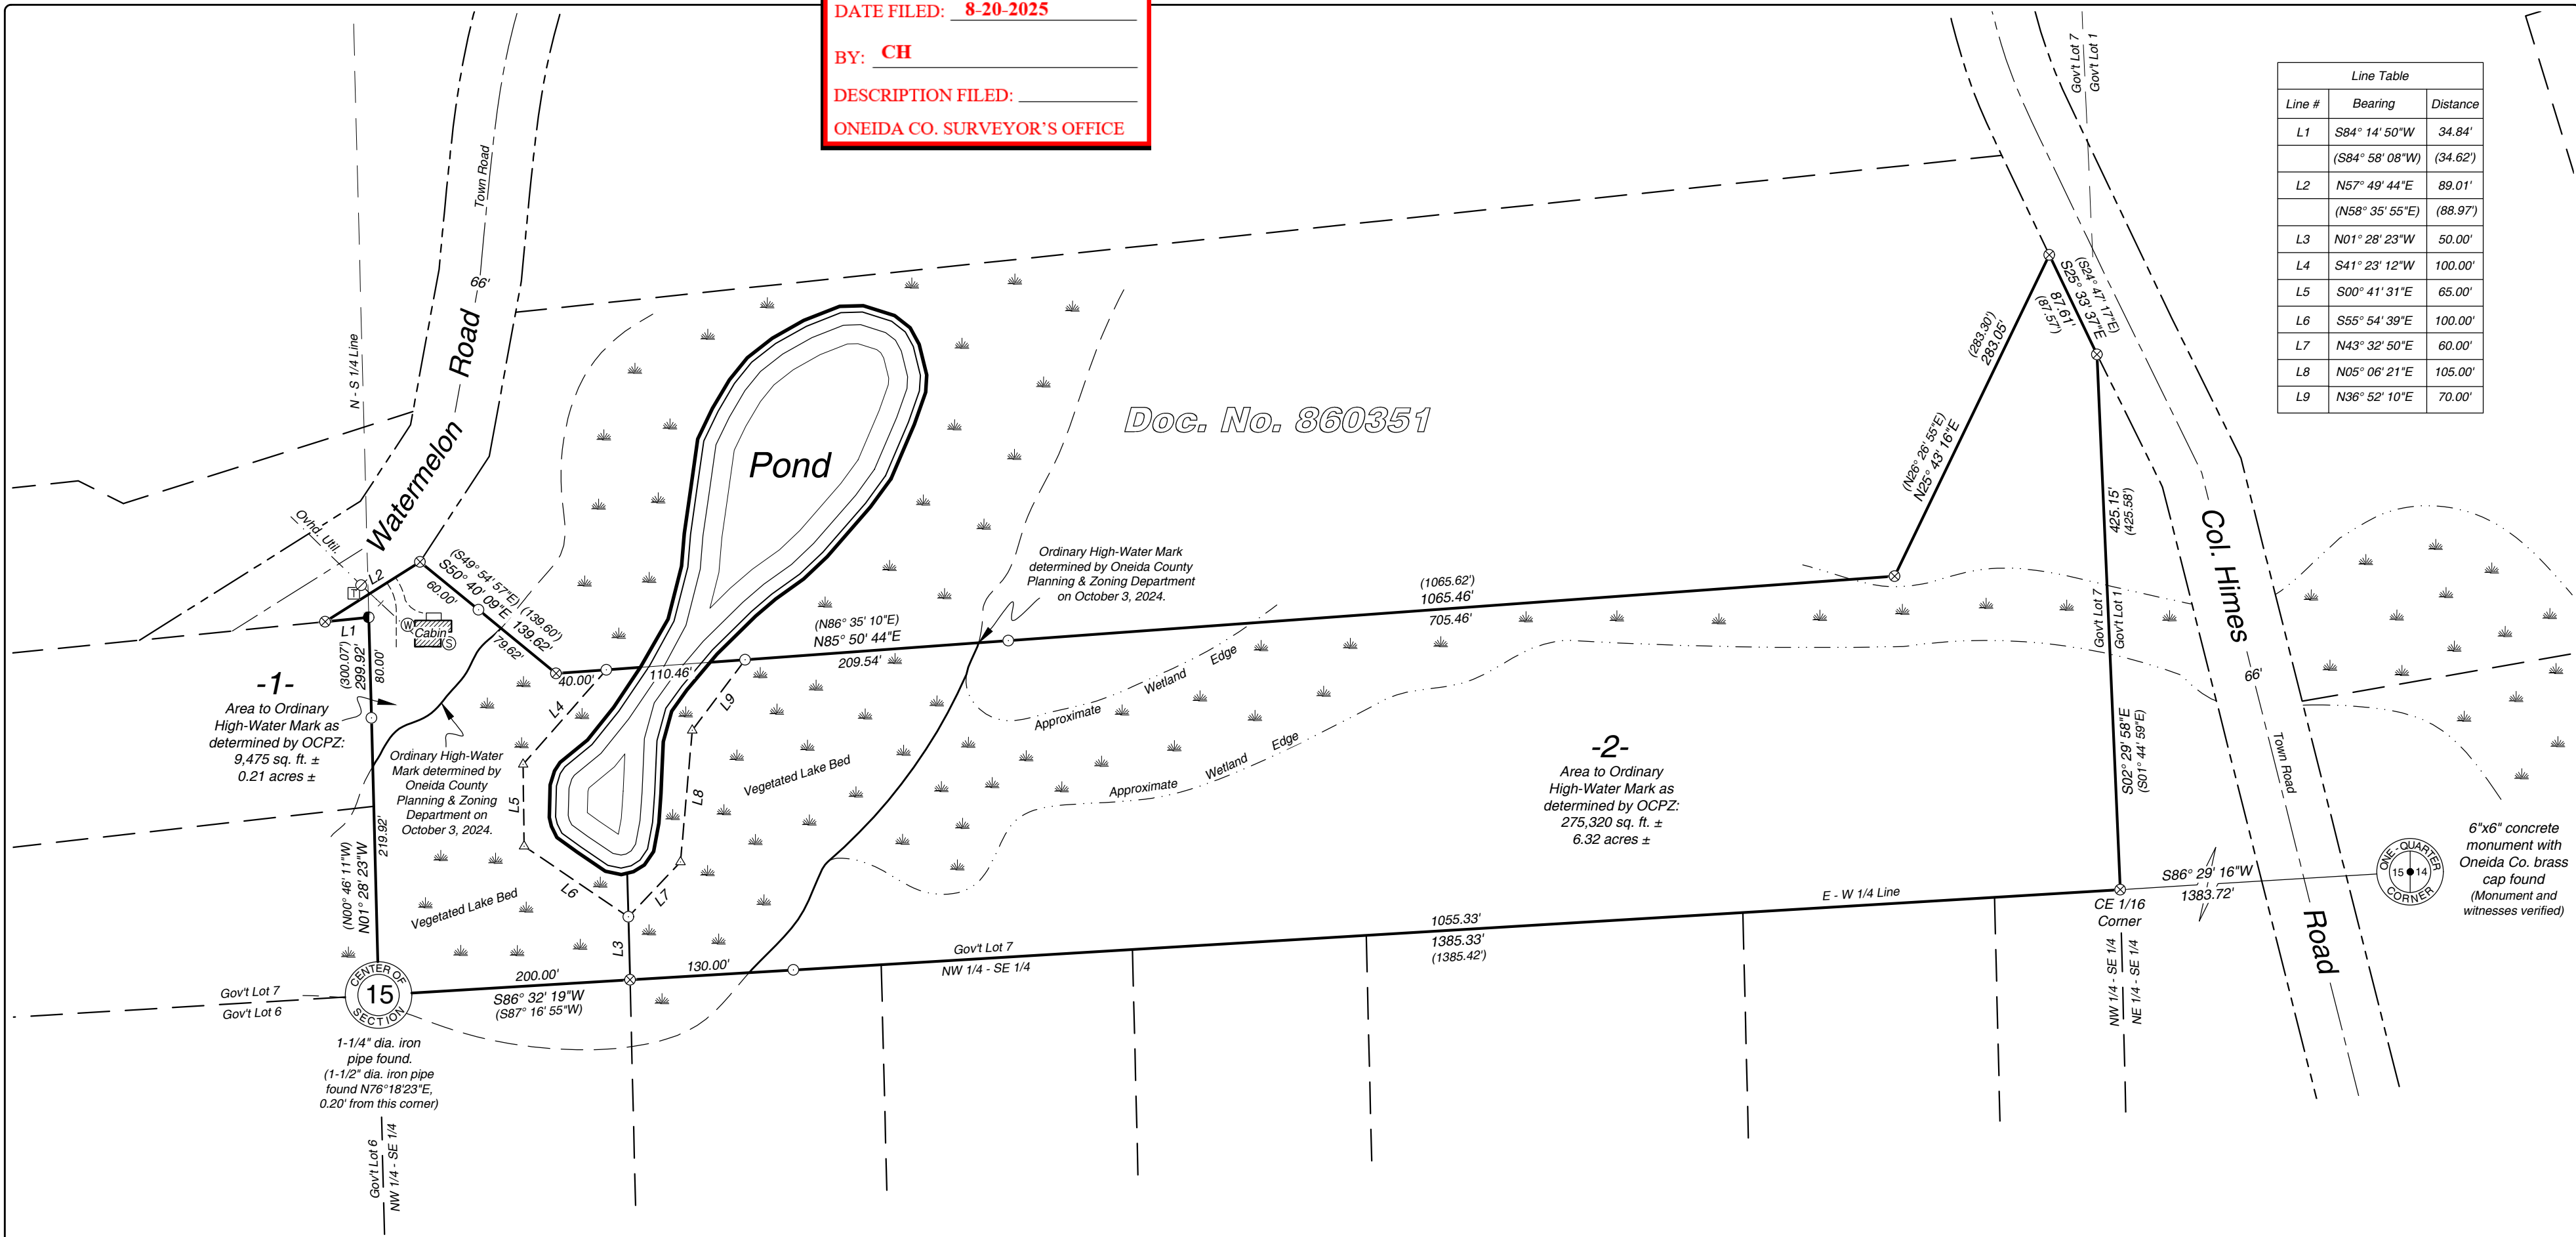 DATE FILED: 8-20-2025
BY: CH
DESCRIPTION FILED:
ONEIDA CO. SURVEYOR'S OFFICE
Line Table
Line # Bearing Distance
L1 S84° 14' 50"W 34.84'
(S84° 58' 08"W) (34.62')
L2 N57° 49' 44"E 89.01'
(N58° 35' 55"E) (88.97')
L3 N01° 28' 23"W 50.00'
L4 S41° 23' 12"W 100.00'
L5 S00° 41' 31"E 65.00'
L6 S55° 54' 39"E 100.00'
L7 N43° 32' 50"E 60.00'
L8 N05° 06' 21"E 105.00'
L9 N36° 52' 10"E 70.00'
N - S 1/4 Line
Town Road
66'
Watermelon Road
Gov't Lot 7
Gov't Lot 1
(S24° 47' 17"E)
S25° 33' 37"E
87.61'
(87.57')
(283.30')
283.05'
(N26° 26' 55"E)
N25° 43' 16"E
Doc. No. 860351
Pond
Ovhd. Util.
L2
T
L1
W
Cabin
S
60.00'
(S49° 54' 57"E) (139.60')
S50° 40' 09"E 139.62'
79.62'
40.00'
110.46'
(N86° 35' 10"E)
N85° 50' 44"E
209.54'
(1065.62')
1065.46'
705.46'
Ordinary High-Water Mark
determined by Oneida County
Planning & Zoning Department
on October 3, 2024.
425.15'
(425.58')
Gov't Lot 7
Gov't Lot 1
S02° 29' 58"E
(S01° 44' 59"E)
Col. Himes Road
66'
Town Road
(300.07')
299.92'
80.00'
-1-
Area to Ordinary
High-Water Mark as
determined by OCPZ:
9,475 sq. ft. ±
0.21 acres ±
Ordinary High-Water
Mark determined by
Oneida County
Planning & Zoning
Department on
October 3, 2024.
219.92'
(N00° 46' 11"W)
N01° 28' 23"W
L4
L5
L6
L7
L8
L9
L3
Vegetated Lake Bed
Vegetated Lake Bed
Approximate Wetland Edge
Approximate Wetland Edge
-2-
Area to Ordinary
High-Water Mark as
determined by OCPZ:
275,320 sq. ft. ±
6.32 acres ±
6"x6" concrete
monument with
Oneida Co. brass
cap found
(Monument and
witnesses verified)
ONE-QUARTER
15 14
CORNER
S86° 29' 16"W
1383.72'
CE 1/16
Corner
E - W 1/4 Line
1055.33'
1385.33'
(1385.42')
Gov't Lot 7
NW 1/4 - SE 1/4
130.00'
200.00'
S86° 32' 19"W
(S87° 16' 55"W)
CENTER OF
15
SECTION
Gov't Lot 7
Gov't Lot 6
1-1/4" dia. iron
pipe found.
(1-1/2" dia. iron pipe
found N76°18'23"E,
0.20' from this corner)
Gov't Lot 6
NW 1/4 - SE 1/4
NW 1/4 - SE 1/4
NE 1/4 - SE 1/4